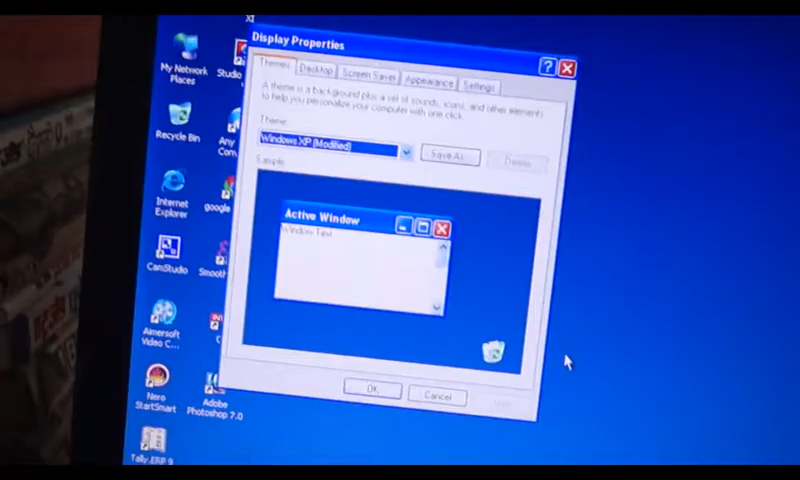 Display Properties
Themes
Desktop
Screen Saver
Appearance
Settings
A theme is a background plus a set of sounds, icons, and other elements
to help you personalize your computer with one click.
Theme:
Windows XP (Modified)
Save As...
Delete
Sample:
Active Window
Window Text
OK
Cancel
My Network
Places
Studio
Recycle Bin
Any
Conv
Internet
Explorer
google
CamStudio
Smooth
Aimersoft
Video C...
Nero
StartSmart
Adobe
Photoshop 7.0
Tally.ERP 9